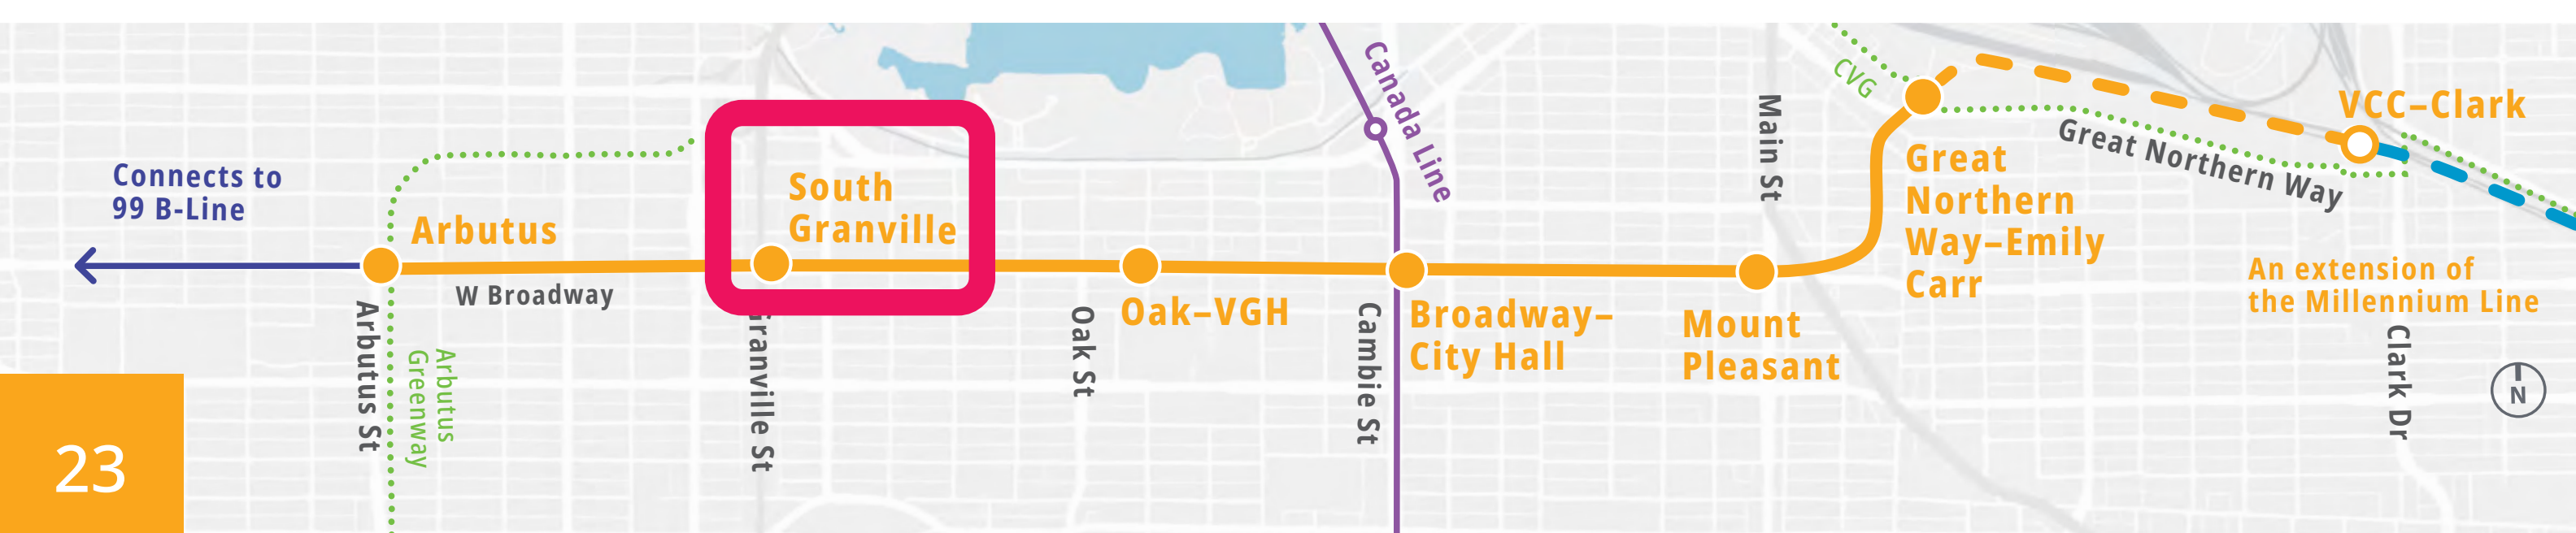 Connects to
99 B-Line
Arbutus
W Broadway
Arbutus St
Arbutus
Greenway
South
Granville
Granville St
Oak St
Oak–VGH
Canada Line
Cambie St
Broadway–
City Hall
Main St
Mount
Pleasant
CVG
Great
Northern
Way–Emily
Carr
Great Northern Way
VCC–Clark
An extension of
the Millennium Line
Clark Dr
N
23